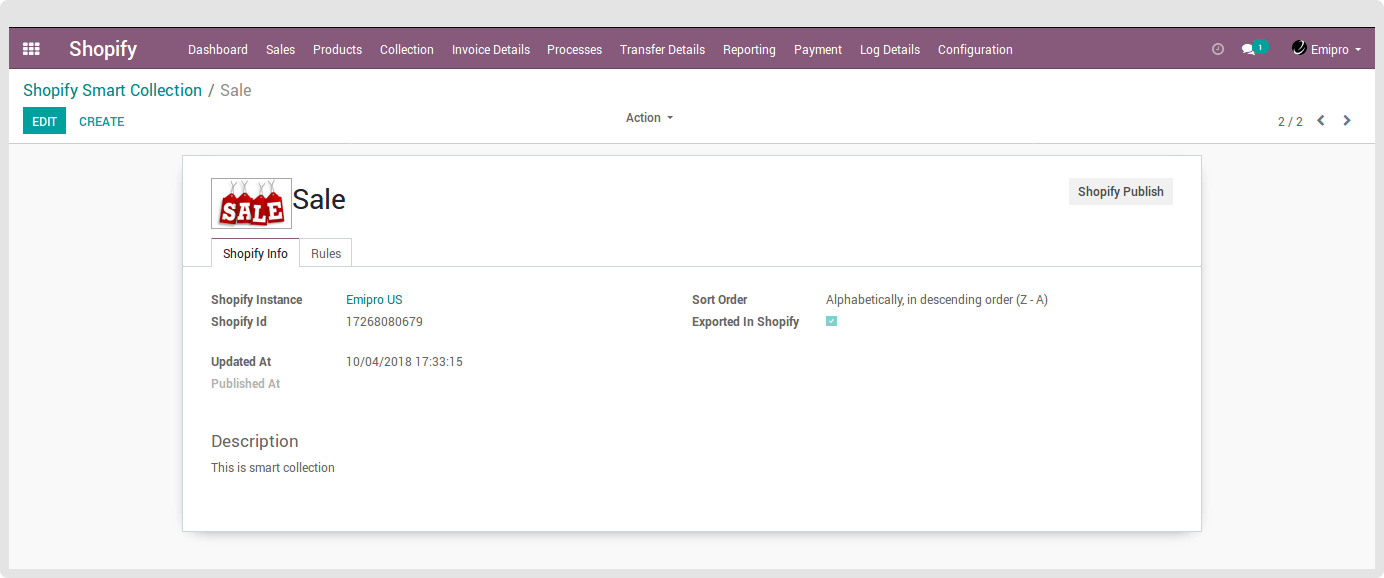 Shopify Dashboard Sales Products Collection Invoice Details Processes Transfer Details Reporting Payment Log Details Configuration 1 Emipro
Shopify Smart Collection / Sale
EDIT CREATE Action 2 / 2
SALE Sale Shopify Publish
Shopify Info Rules
Shopify Instance Emipro US Sort Order Alphabetically, in descending order (Z - A)
Shopify Id 17268080679 Exported In Shopify
Updated At 10/04/2018 17:33:15
Published At
Description
This is smart collection